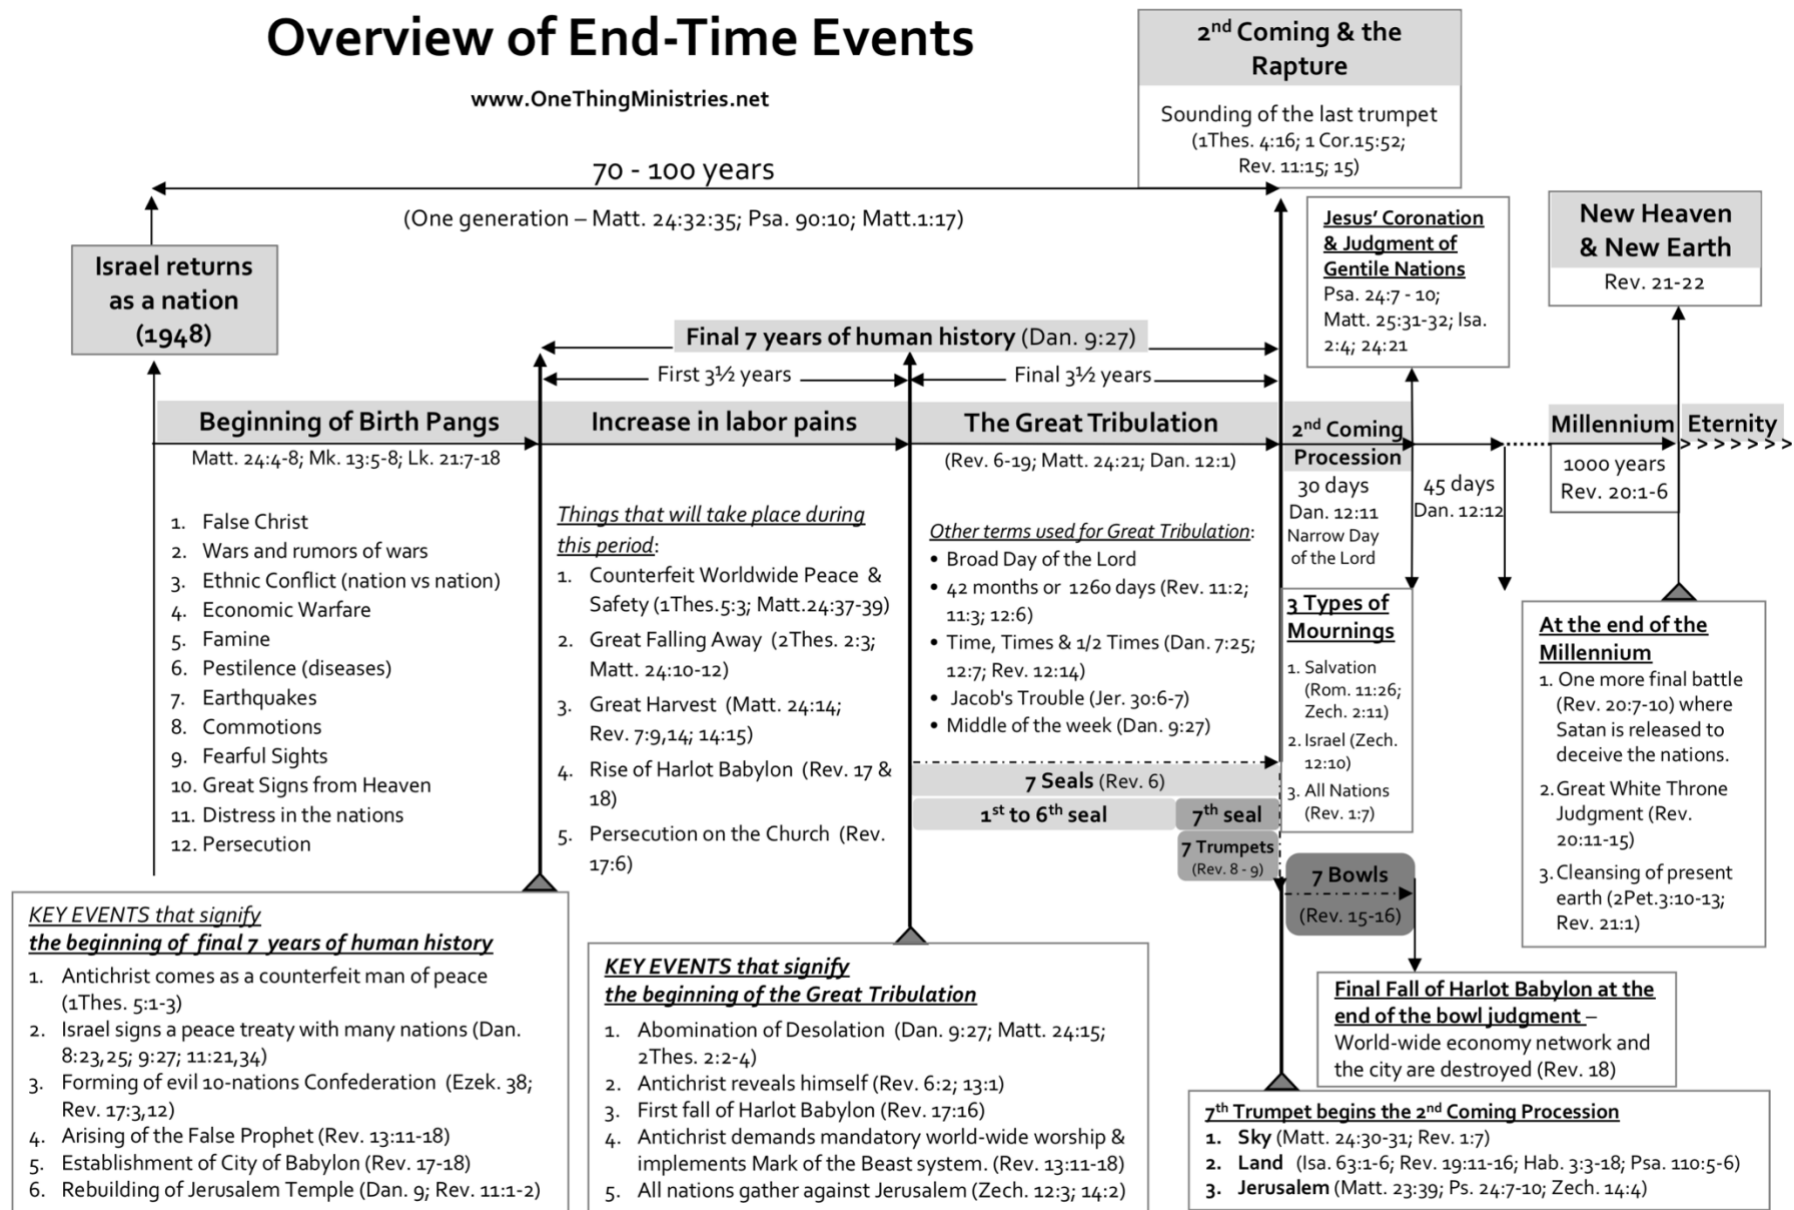 Overview of End-Time Events
www.OneThingMinistries.net
2nd Coming & the
Rapture
Sounding of the last trumpet
(1Thes. 4:16; 1 Cor.15:52;
Rev. 11:15; 15)
70 - 100 years
(One generation – Matt. 24:32:35; Psa. 90:10; Matt.1:17)
Israel returns
as a nation
(1948)
Jesus' Coronation
& Judgment of
Gentile Nations
Psa. 24:7 - 10;
Matt. 25:31-32; Isa.
2:4; 24:21
New Heaven
& New Earth
Rev. 21-22
Final 7 years of human history (Dan. 9:27)
First 3½ years
Final 3½ years
Beginning of Birth Pangs
Matt. 24:4-8; Mk. 13:5-8; Lk. 21:7-18
1. False Christ
2. Wars and rumors of wars
3. Ethnic Conflict (nation vs nation)
4. Economic Warfare
5. Famine
6. Pestilence (diseases)
7. Earthquakes
8. Commotions
9. Fearful Sights
10. Great Signs from Heaven
11. Distress in the nations
12. Persecution
Increase in labor pains
Things that will take place during
this period:
1. Counterfeit Worldwide Peace &
Safety (1Thes.5:3; Matt.24:37-39)
2. Great Falling Away (2Thes. 2:3;
Matt. 24:10-12)
3. Great Harvest (Matt. 24:14;
Rev. 7:9,14; 14:15)
4. Rise of Harlot Babylon (Rev. 17 &
18)
5. Persecution on the Church (Rev.
17:6)
The Great Tribulation
(Rev. 6-19; Matt. 24:21; Dan. 12:1)
Other terms used for Great Tribulation:
• Broad Day of the Lord
• 42 months or 1260 days (Rev. 11:2;
11:3; 12:6)
• Time, Times & 1/2 Times (Dan. 7:25;
12:7; Rev. 12:14)
• Jacob's Trouble (Jer. 30:6-7)
• Middle of the week (Dan. 9:27)
7 Seals (Rev. 6)
1st to 6th seal
7th seal
7 Trumpets
(Rev. 8 - 9)
2nd Coming
Procession
30 days
Dan. 12:11
Narrow Day
of the Lord
45 days
Dan. 12:12
3 Types of
Mournings
1. Salvation
(Rom. 11:26;
Zech. 2:11)
2. Israel (Zech.
12:10)
3. All Nations
(Rev. 1:7)
7 Bowls
(Rev. 15-16)
Millennium
1000 years
Rev. 20:1-6
Eternity
> > > > > > > >
At the end of the
Millennium
1. One more final battle
(Rev. 20:7-10) where
Satan is released to
deceive the nations.
2. Great White Throne
Judgment (Rev.
20:11-15)
3. Cleansing of present
earth (2Pet.3:10-13;
Rev. 21:1)
KEY EVENTS that signify
the beginning of final 7 years of human history
1. Antichrist comes as a counterfeit man of peace
(1Thes. 5:1-3)
2. Israel signs a peace treaty with many nations (Dan.
8:23,25; 9:27; 11:21,34)
3. Forming of evil 10-nations Confederation (Ezek. 38;
Rev. 17:3,12)
4. Arising of the False Prophet (Rev. 13:11-18)
5. Establishment of City of Babylon (Rev. 17-18)
6. Rebuilding of Jerusalem Temple (Dan. 9; Rev. 11:1-2)
KEY EVENTS that signify
the beginning of the Great Tribulation
1. Abomination of Desolation (Dan. 9:27; Matt. 24:15;
2Thes. 2:2-4)
2. Antichrist reveals himself (Rev. 6:2; 13:1)
3. First fall of Harlot Babylon (Rev. 17:16)
4. Antichrist demands mandatory world-wide worship &
implements Mark of the Beast system. (Rev. 13:11-18)
5. All nations gather against Jerusalem (Zech. 12:3; 14:2)
Final Fall of Harlot Babylon at the
end of the bowl judgment –
World-wide economy network and
the city are destroyed (Rev. 18)
7th Trumpet begins the 2nd Coming Procession
1. Sky (Matt. 24:30-31; Rev. 1:7)
2. Land (Isa. 63:1-6; Rev. 19:11-16; Hab. 3:3-18; Psa. 110:5-6)
3. Jerusalem (Matt. 23:39; Ps. 24:7-10; Zech. 14:4)